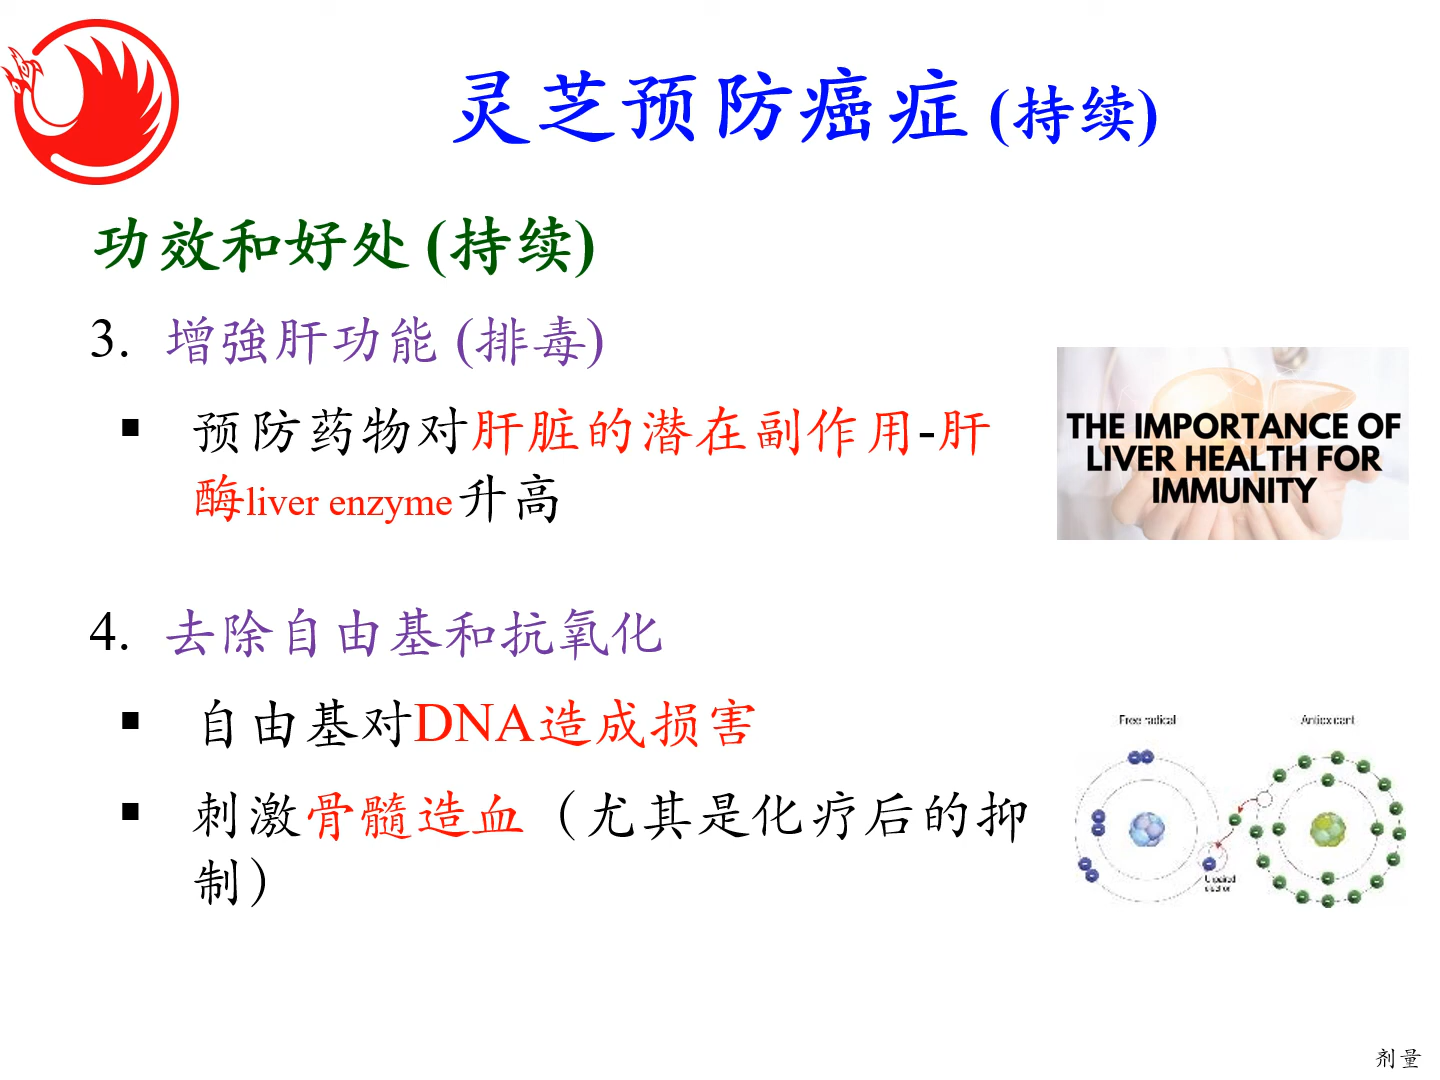 灵芝预防癌症 (持续)
功效和好处 (持续)
3. 增強肝功能 (排毒)
▪ 预防药物对肝脏的潜在副作用-肝
酶liver enzyme升高
THE IMPORTANCE OF
LIVER HEALTH FOR
IMMUNITY
4. 去除自由基和抗氧化
▪ 自由基对DNA造成损害
▪ 刺激骨髓造血（尤其是化疗后的抑
制）
Free radical
Antioxidant
Unpaired
electron
剂量